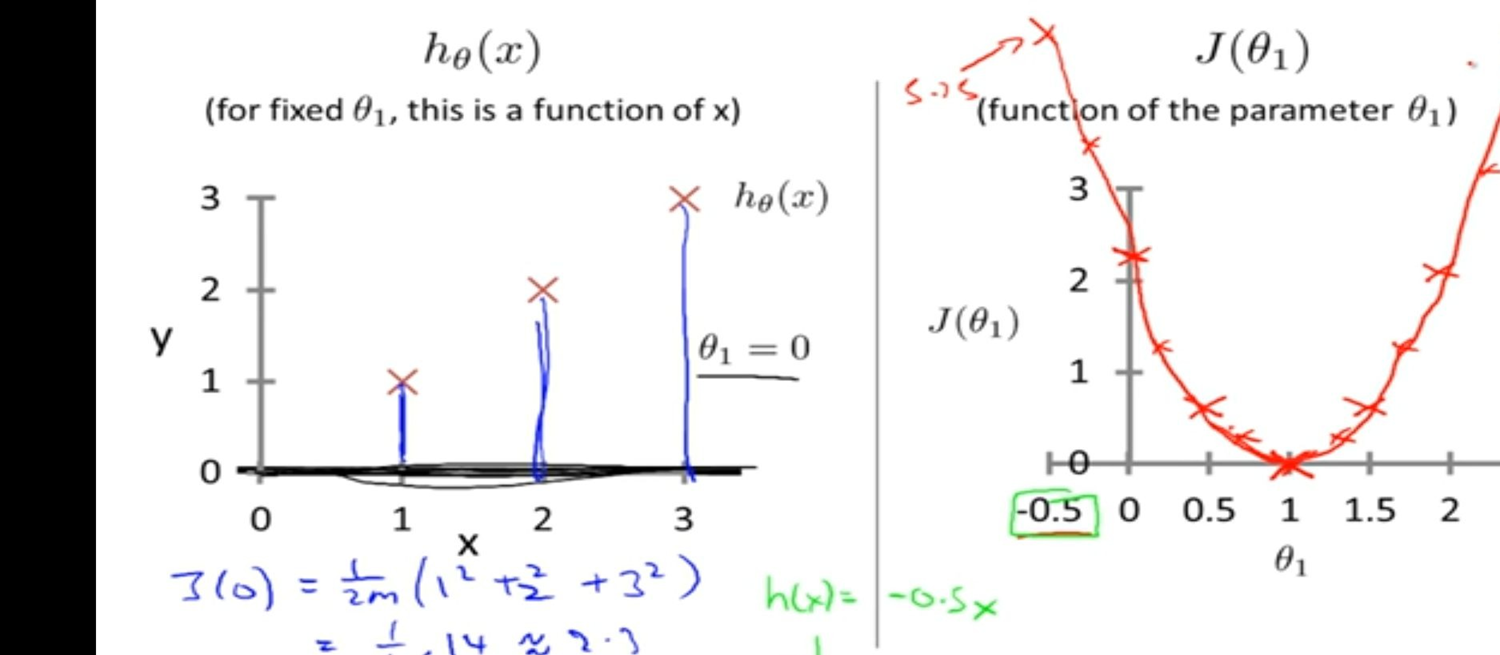 h_θ(x)
(for fixed θ₁, this is a function of x)
3
2
1
0
y
0 1 2 3
x
h_θ(x)
θ₁ = 0
J(0) = 1/2m (1² + 2² + 3²)
J(θ₁)
5.25
(function of the parameter θ₁)
3
2
1
0
J(θ₁)
-0.5 0 0.5 1 1.5 2
θ₁
h(x) = -0.5x